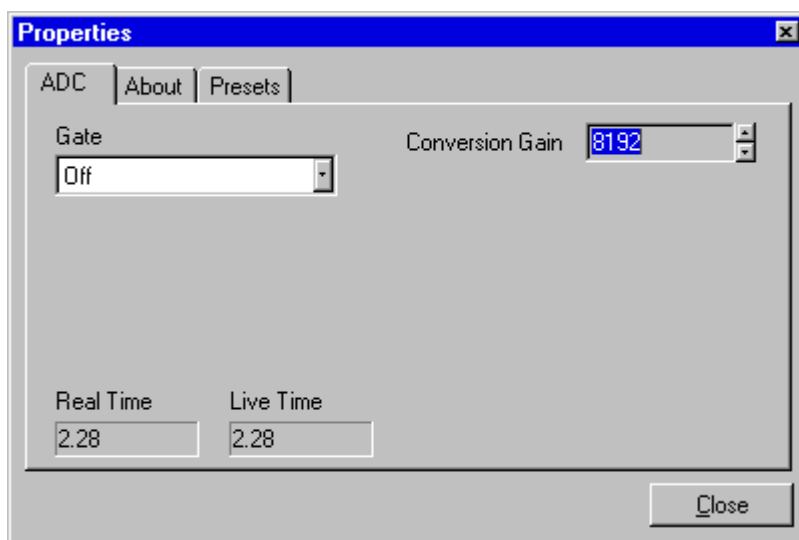 Properties
ADC About Presets
Gate
Off
Conversion Gain 8192
Real Time Live Time
2.28 2.28
Close